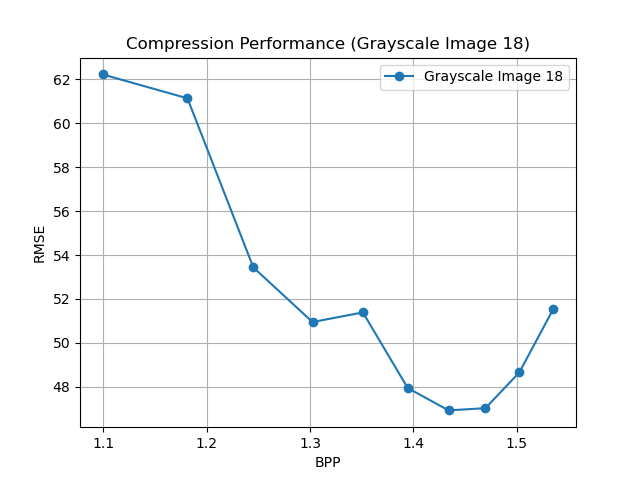 Compression Performance (Grayscale Image 18)
Grayscale Image 18
62
60
58
56
54
52
50
48
RMSE
1.1 1.2 1.3 1.4 1.5
BPP